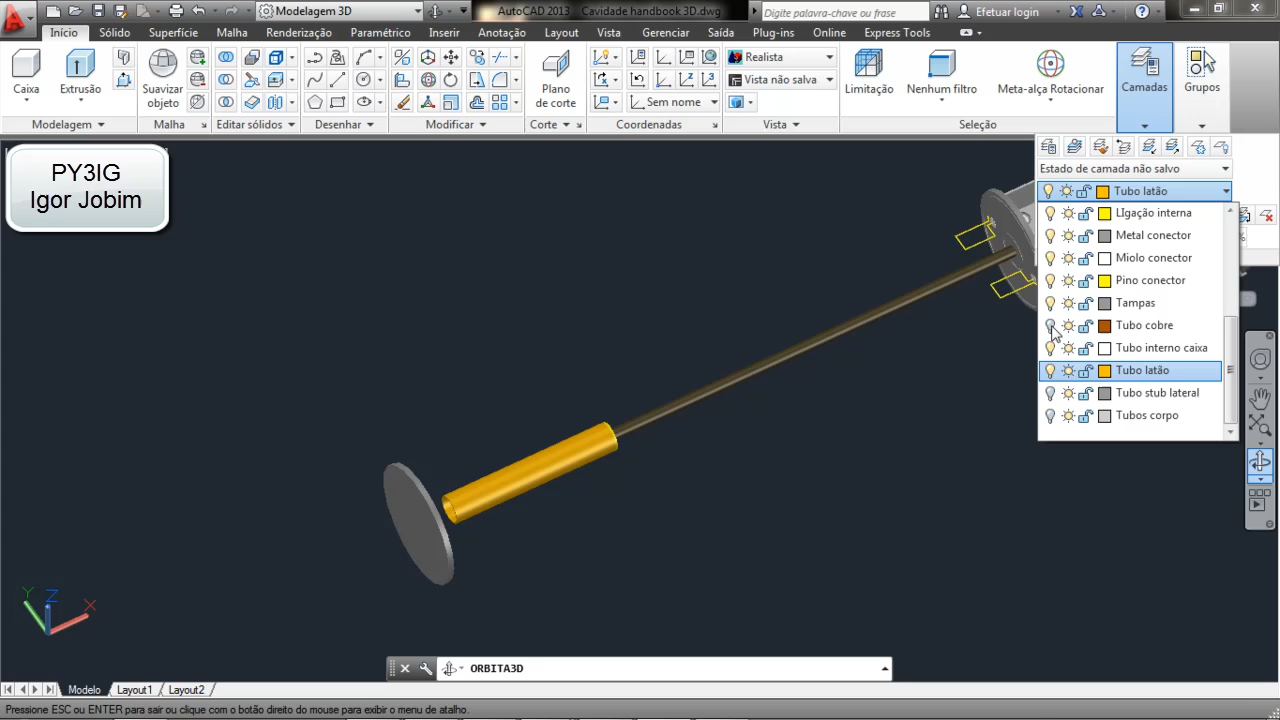 Modelagem 3D
AutoCAD 2013
Cavidade handbook 3D.dwg
Digite palavra-chave ou frase
Efetuar login
Início
Sólido
Superfície
Malha
Renderização
Paramétrico
Inserir
Anotação
Layout
Vista
Gerenciar
Saída
Plug-ins
Online
Express Tools
Caixa
Extrusão
Suavizar
objeto
Plano
de corte
Sem nome
Realista
Vista não salva
Limitação
Nenhum filtro
Meta-alça Rotacionar
Camadas
Grupos
Modelagem
Malha
Editar sólidos
Desenhar
Modificar
Corte
Coordenadas
Vista
Seleção
PY3IG
Igor Jobim
Estado de camada não salvo
Tubo latão
LIgação interna
Metal conector
Miolo conector
Pino conector
Tampas
Tubo cobre
Tubo interno caixa
Tubo latão
Tubo stub lateral
Tubos corpo
Y
Z
X
ORBITA3D
Modelo
Layout1
Layout2
Pressione ESC ou ENTER para sair ou clique com o botão direito do mouse para exibir o menu de atalho.